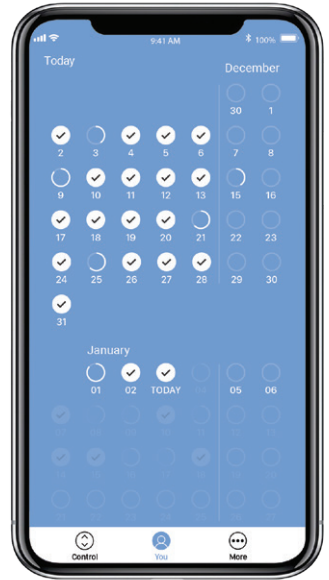 9:41 AM 100%
Today
December
30 1
2 3 4 5 6 7 8
9 10 11 12 13 15 16
17 18 19 20 21 22 23
24 25 26 27 28 29 30
31
January
01 02 TODAY 05 06
Control You More